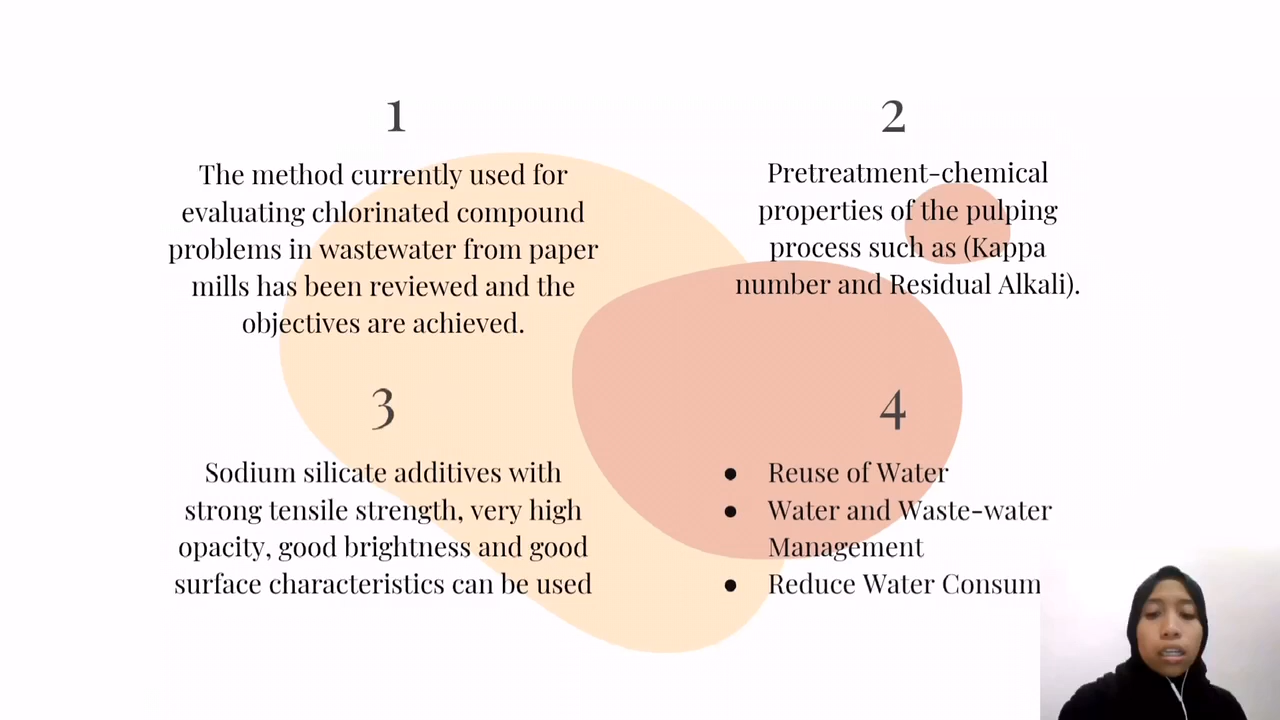 1
The method currently used for
evaluating chlorinated compound
problems in wastewater from paper
mills has been reviewed and the
objectives are achieved.
2
Pretreatment-chemical
properties of the pulping
process such as (Kappa
number and Residual Alkali).
3
Sodium silicate additives with
strong tensile strength, very high
opacity, good brightness and good
surface characteristics can be used
4
● Reuse of Water
● Water and Waste-water
Management
● Reduce Water Consum